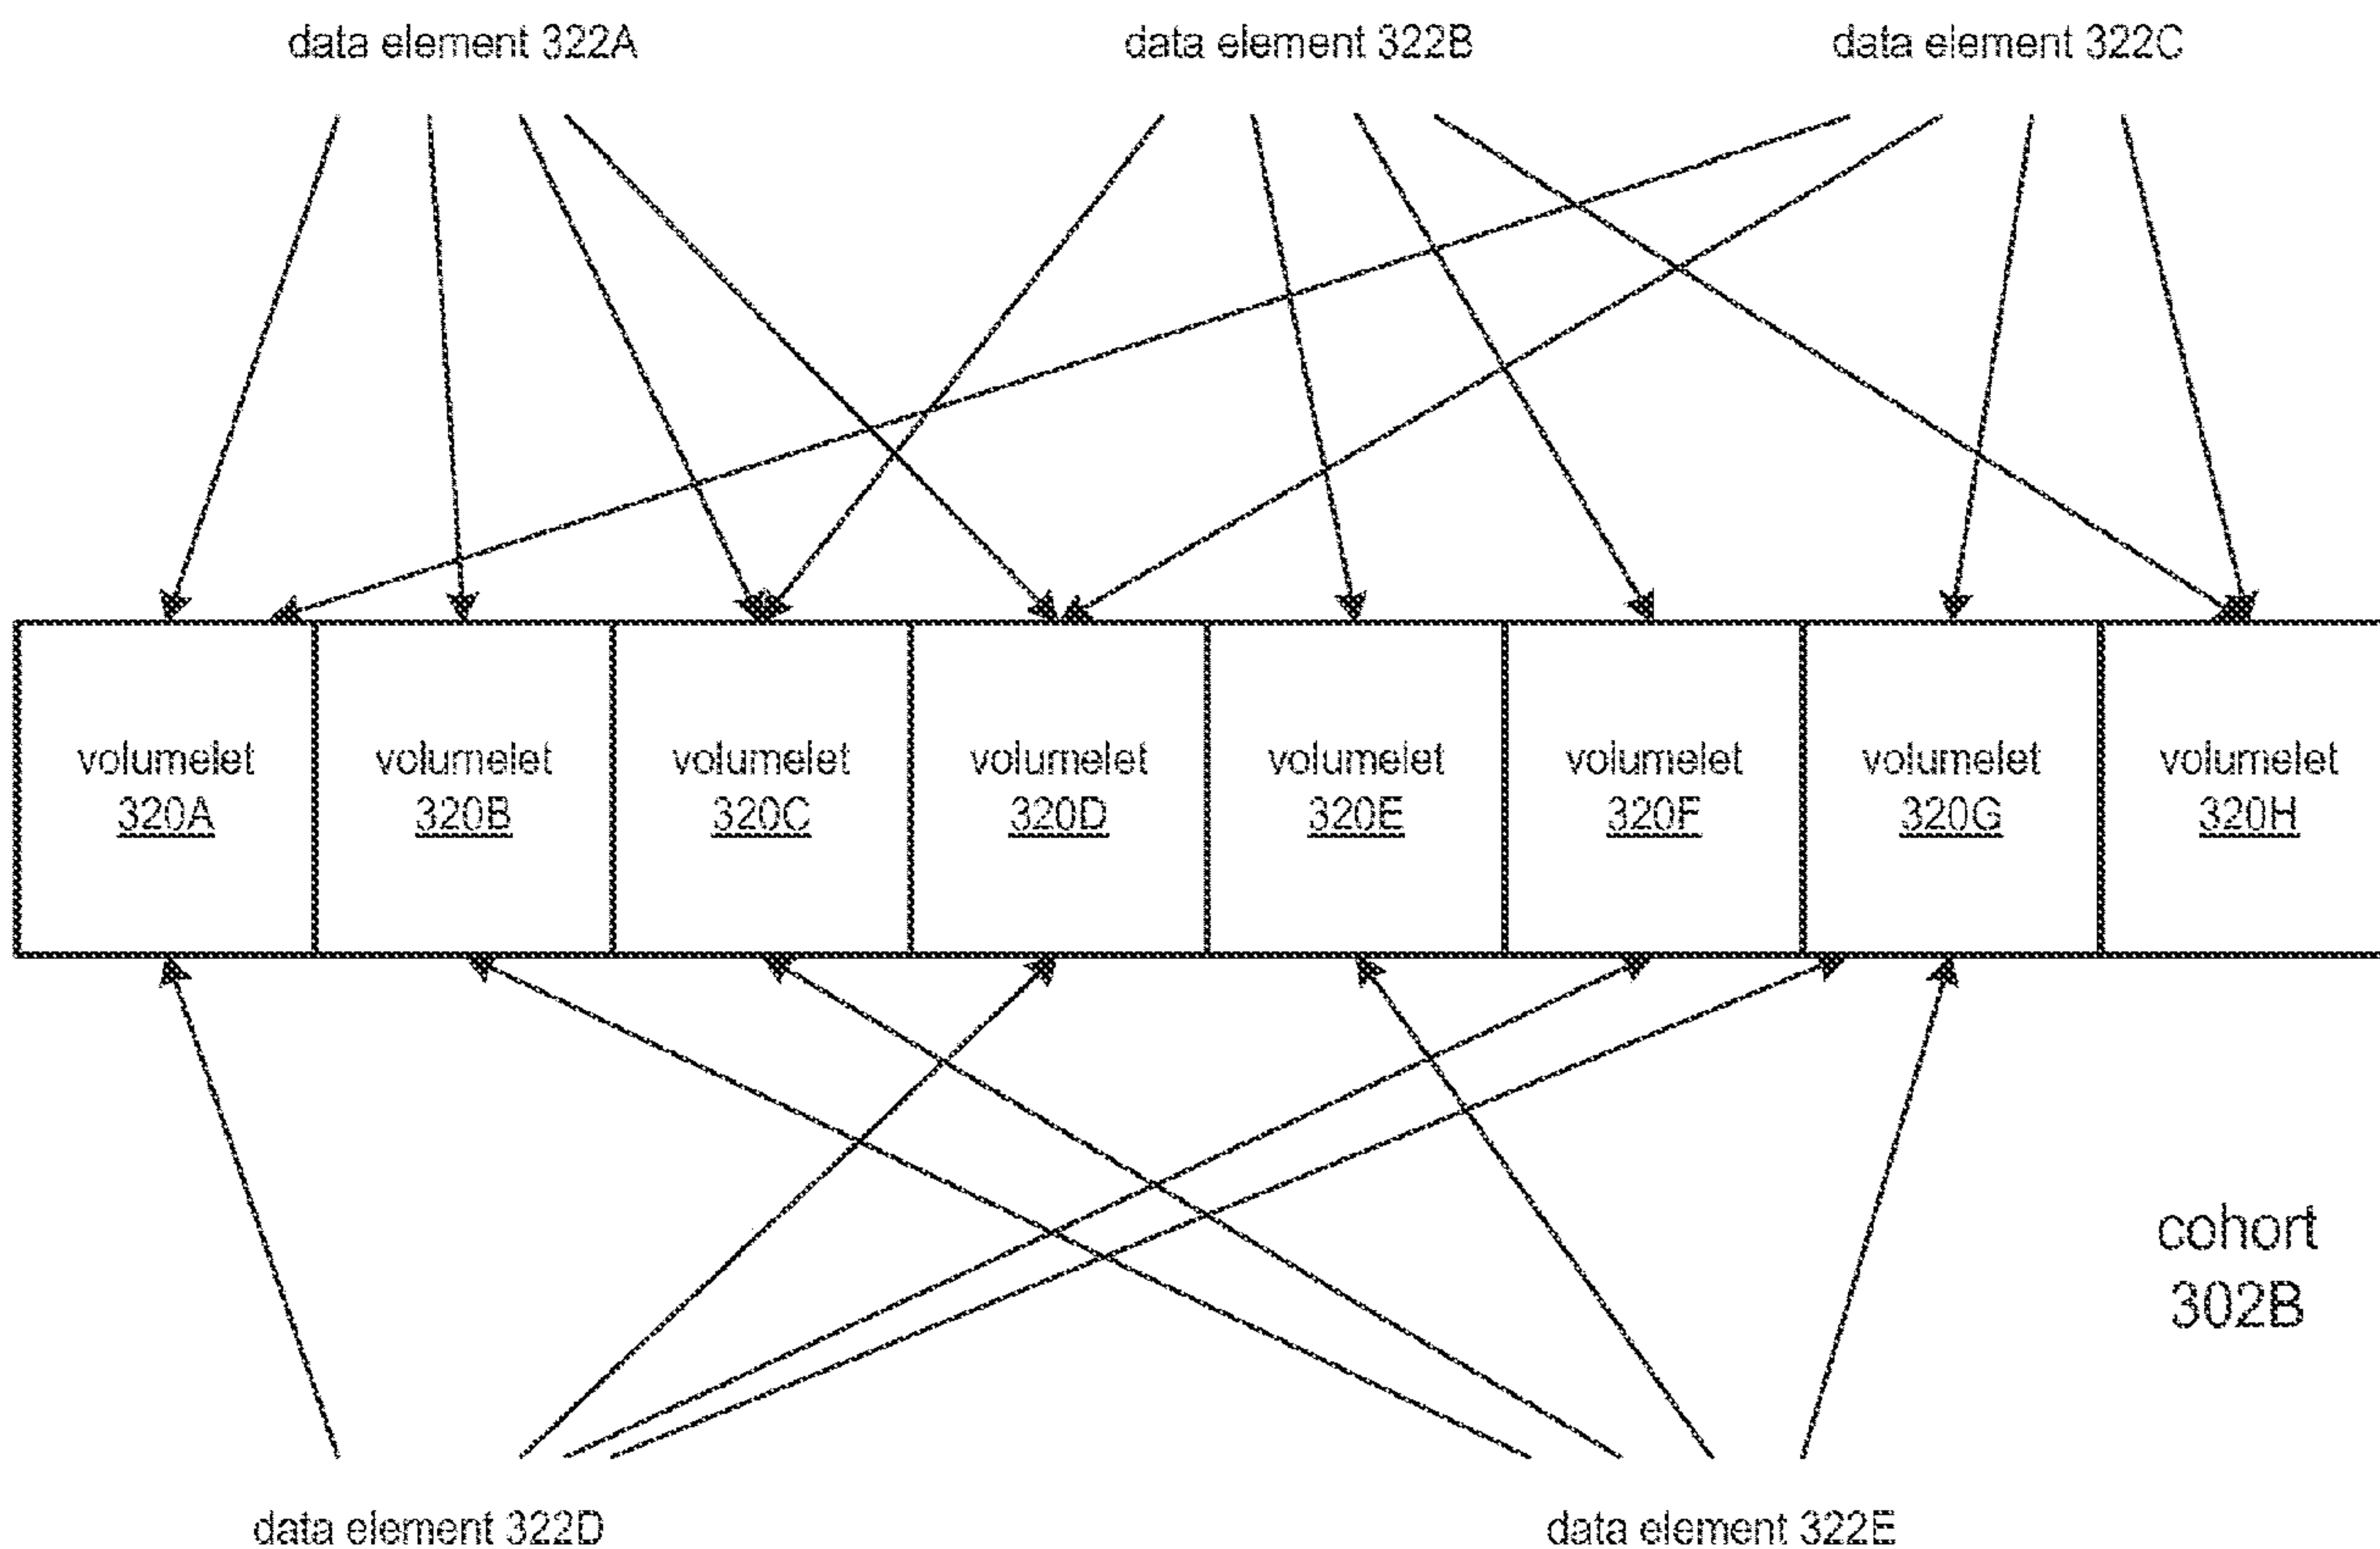 data element 322A
data element 322B
data element 322C
volumelet
320A
volumelet
320B
volumelet
320C
volumelet
320D
volumelet
320E
volumelet
320F
volumelet
320G
volumelet
320H
cohort
302B
data element 322D
data element 322E